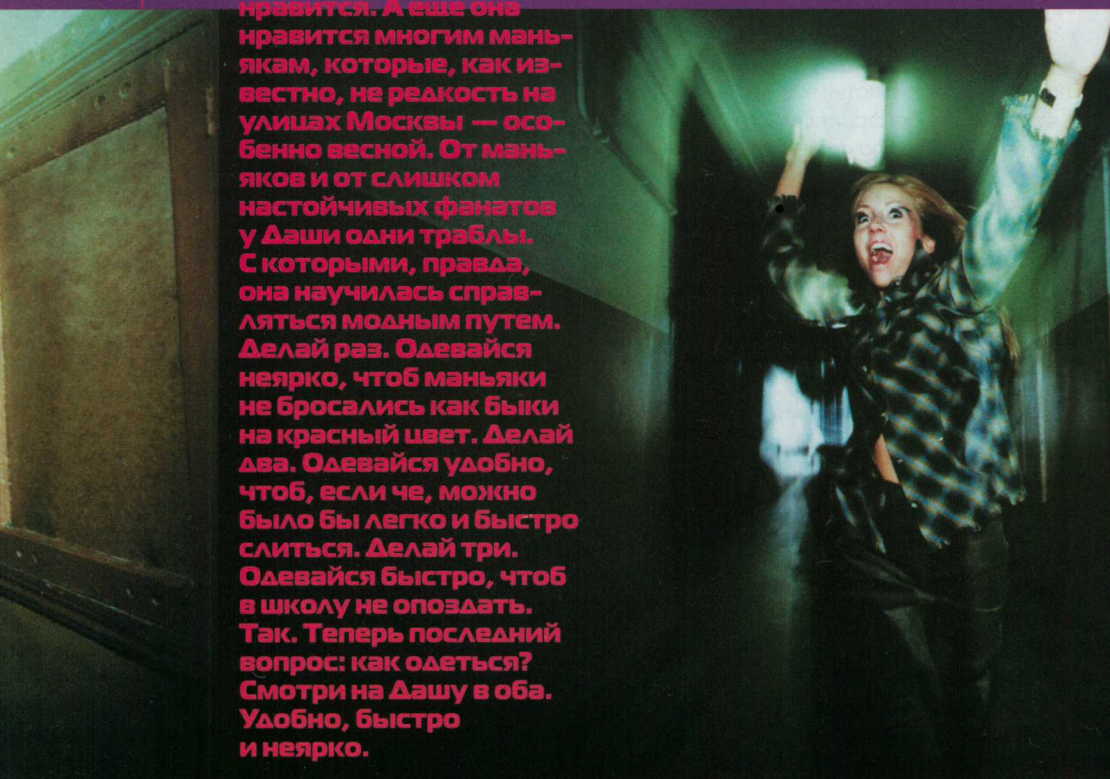 нравится. А еще она
нравится многим мань-
якам, которые, как из-
вестно, не редкость на
улицах Москвы — осо-
бенно весной. От мань-
яков и от слишком
настойчивых фанатов
у Даши одни траблы.
С которыми, правда,
она научилась справ-
ляться модным путем.
Делай раз. Одевайся
неярко, чтоб маньяки
не бросались как быки
на красный цвет. Делай
два. Одевайся удобно,
чтоб, если че, можно
было бы легко и быстро
слиться. Делай три.
Одевайся быстро, чтоб
в школу не опоздать.
Так. Теперь последний
вопрос: как одеться?
Смотри на Дашу в оба.
Удобно, быстро
и неярко.